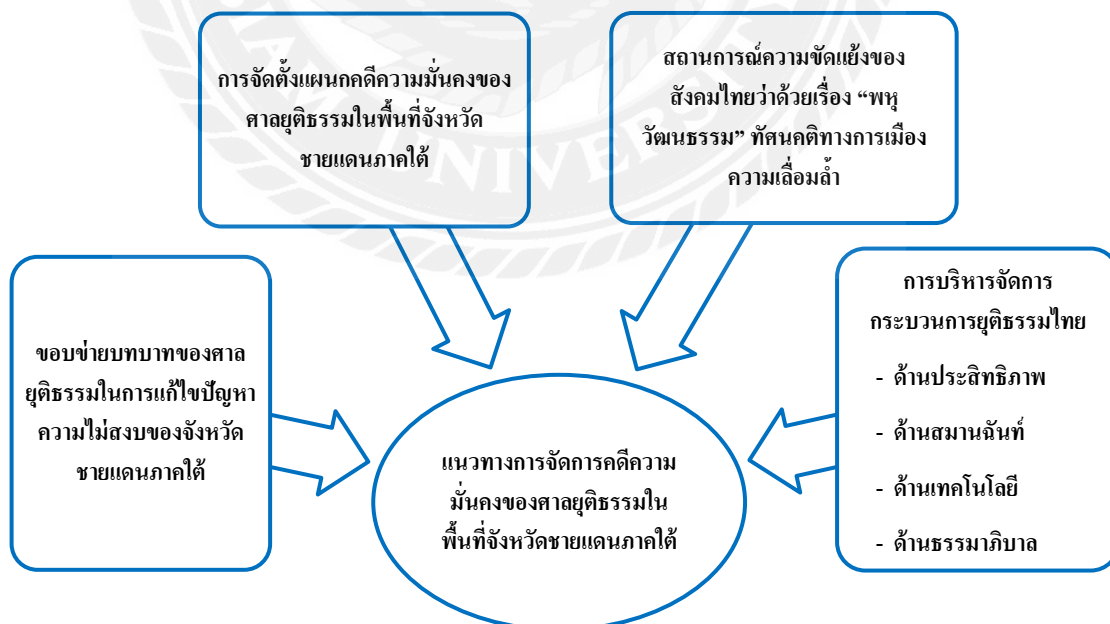 การจัดตั้งแผนกคดีความมั่นคงของ
ศาลยุติธรรมในพื้นที่จังหวัด
ชายแดนภาคใต้
สถานการณ์ความขัดแย้งของ
สังคมไทยว่าด้วยเรื่อง “พหุ
วัฒนธรรม” ทัศนคติทางการเมือง
ความเลื่อมล้ำ
ขอบข่ายบทบาทของศาล
ยุติธรรมในการแก้ไขปัญหา
ความไม่สงบของจังหวัด
ชายแดนภาคใต้
การบริหารจัดการ
กระบวนการยุติธรรมไทย
- ด้านประสิทธิภาพ
- ด้านสมานฉันท์
- ด้านเทคโนโลยี
- ด้านธรรมาภิบาล
แนวทางการจัดการคดีความ
มั่นคงของศาลยุติธรรมใน
พื้นที่จังหวัดชายแดนภาคใต้
UNIVERS